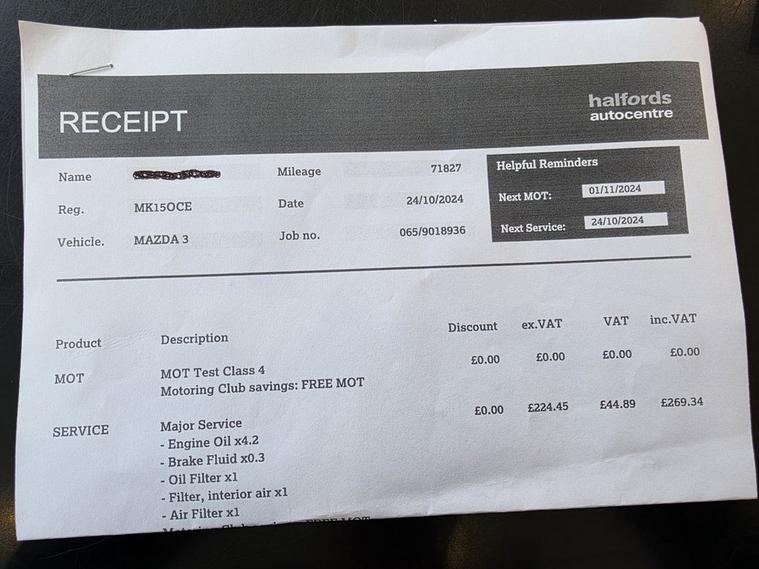 RECEIPT
halfords
autocentre
Name
Mileage 71827
Reg. MK15OCE
Date 24/10/2024
Vehicle. MAZDA 3
Job no. 065/9018936
Helpful Reminders
Next MOT: 01/11/2024
Next Service: 24/10/2024
Product Description Discount ex.VAT VAT inc.VAT
MOT MOT Test Class 4 £0.00 £0.00 £0.00 £0.00
Motoring Club savings: FREE MOT
SERVICE Major Service £0.00 £224.45 £44.89 £269.34
- Engine Oil x4.2
- Brake Fluid x0.3
- Oil Filter x1
- Filter, interior air x1
- Air Filter x1